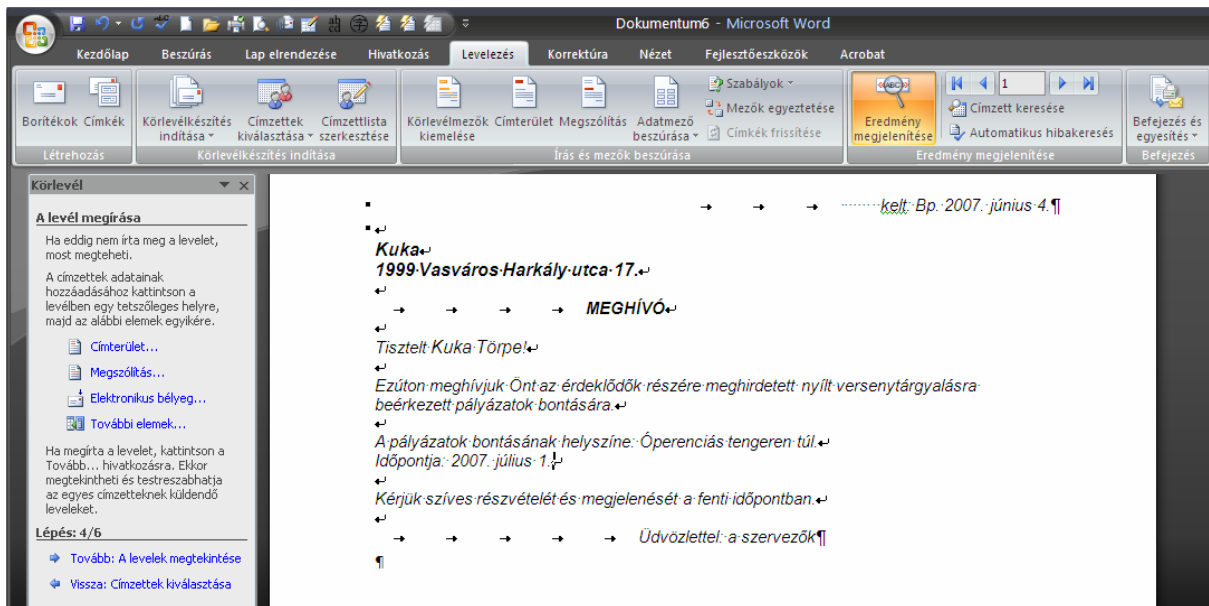 Dokumentum6 - Microsoft Word
Kezdőlap Beszúrás Lap elrendezése Hivatkozás Levelezés Korrektúra Nézet Fejlesztőeszközök Acrobat
Borítékok Címkék
Létrehozás
Körlevélkészítés indítása
Címzettek kiválasztása
Címzettlista szerkesztése
Körlevélkészítés indítása
Körlevélmezők kiemelése
Címterület Megszólítás
Adatmező beszúrása
Szabályok
Mezők egyeztetése
Címkék frissítése
Írás és mezők beszúrása
ABC
Eredmény megjelenítése
1
Címzett keresése
Automatikus hibakeresés
Eredmény megjelenítése
Befejezés és egyesítés
Befejezés
Körlevél
A levél megírása
Ha eddig nem írta meg a levelet,
most megteheti.
A címzettek adatainak
hozzáadásához kattintson a
levélben egy tetszőleges helyre,
majd az alábbi elemek egyikére.
Címterület...
Megszólítás...
Elektronikus bélyeg...
További elemek...
Ha megírta a levelet, kattintson a
Tovább... hivatkozásra. Ekkor
megtekintheti és testreszabhatja
az egyes címzetteknek küldendő
leveleket.
Lépés: 4/6
Tovább: A levelek megtekintése
Vissza: Címzettek kiválasztása
kelt: Bp. 2007. június 4.
Kuka
1999 Vasváros Harkály utca 17.
MEGHÍVÓ
Tisztelt Kuka Törpe!
Ezúton meghívjuk Önt az érdeklődők részére meghirdetett nyílt versenytárgyalásra
beérkezett pályázatok bontására.
A pályázatok bontásának helyszíne: Óperenciás tengeren túl.
Időpontja: 2007. július 1.
Kérjük szíves részvételét és megjelenését a fenti időpontban.
Üdvözlettel: a szervezők